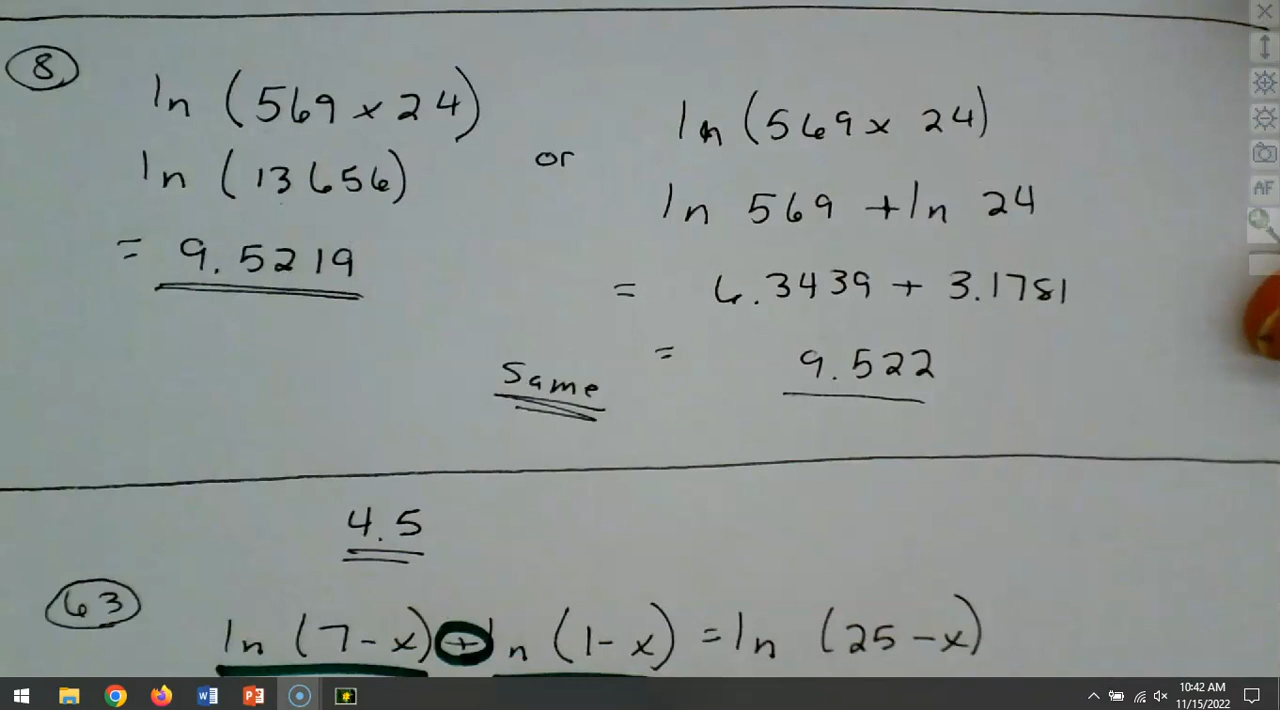 8
ln (569 x 24)
ln (13656)
= 9.5219
or
ln (569 x 24)
ln 569 + ln 24
= 6.3439 + 3.1781
= 9.522
Same
4.5
63
ln (7-x) + ln (1-x) = ln (25-x)
AF
10:42 AM
11/15/2022